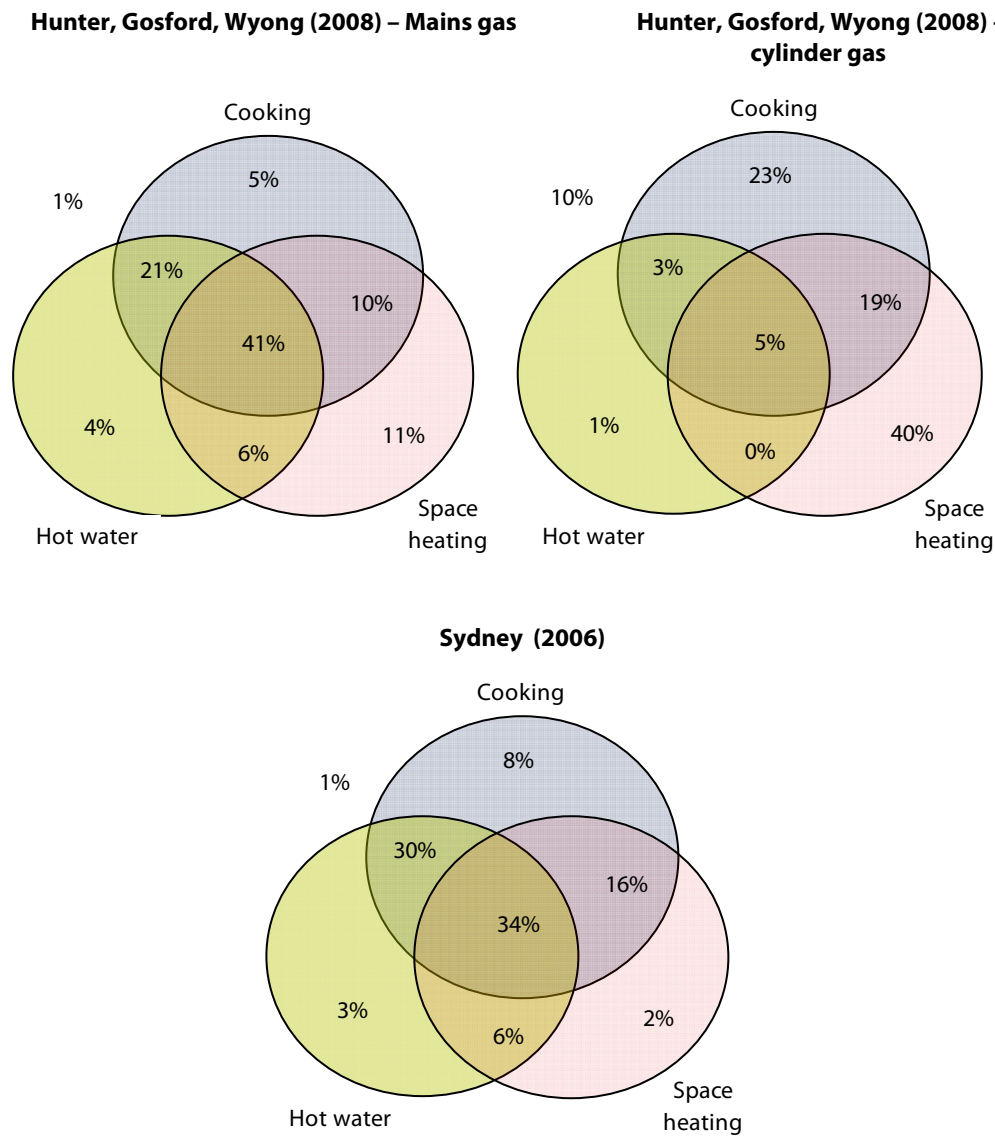 Hunter, Gosford, Wyong (2008) – Mains gas
Cooking
5%
1%
21%
10%
41%
4%
11%
6%
Hot water
Space
heating
Hunter, Gosford, Wyong (2008) -
cylinder gas
Cooking
23%
10%
3%
19%
5%
1%
40%
0%
Hot water
Space
heating
Sydney (2006)
Cooking
8%
1%
30%
16%
34%
3%
2%
6%
Hot water
Space
heating